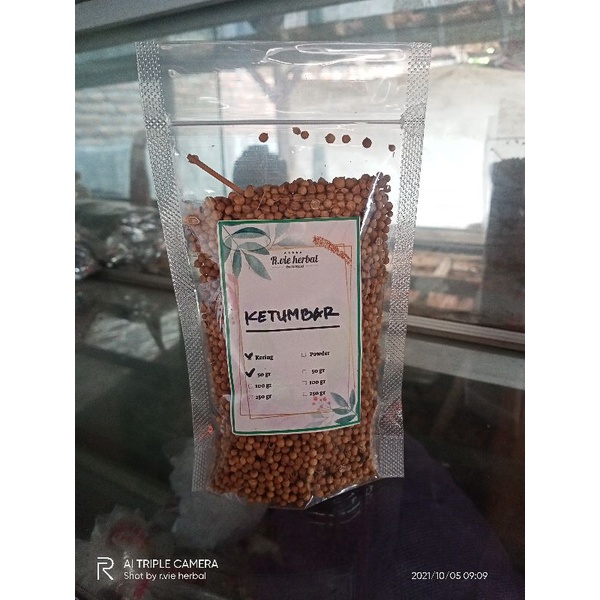 R.vie herbal
KETUMBAR
Kering
Powder
50 gr
50 gr
100 gr
100 gr
250 gr
250 gr
R
AI TRIPLE CAMERA
Shot by r.vie herbal
2021/10/05 09:09